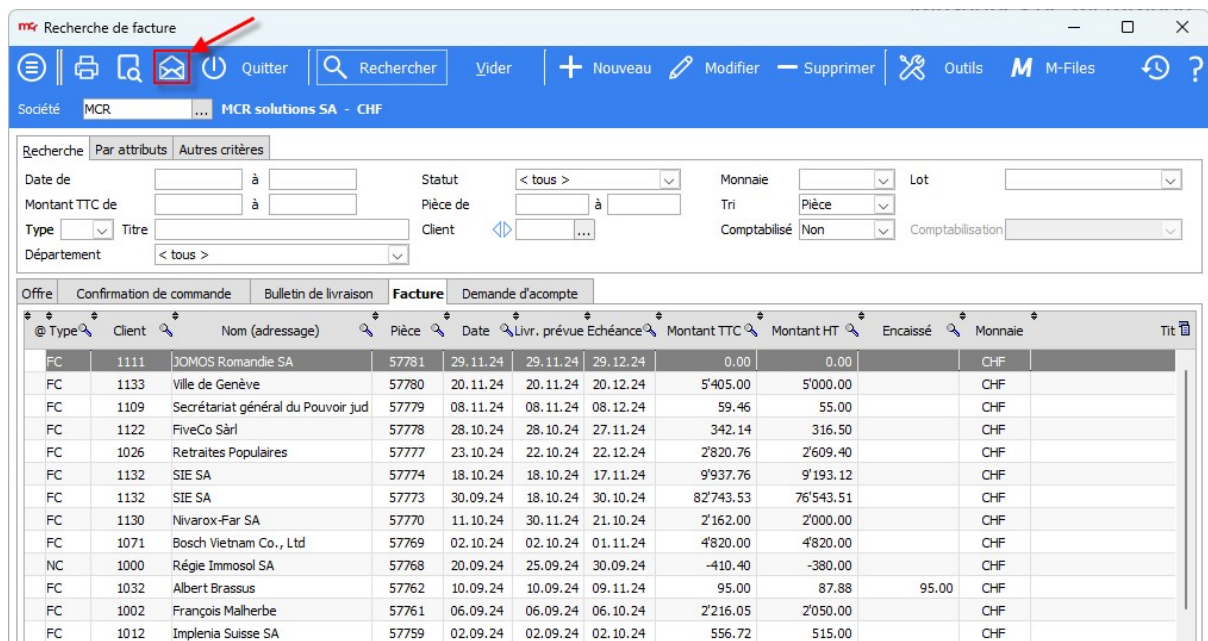 mcr Recherche de facture
Quitter Rechercher Vider Nouveau Modifier Supprimer Outils M M-Files ?
Société MCR ... MCR solutions SA - CHF
Recherche Par attributs Autres critères
Date de à Statut < tous > Monnaie Lot
Montant TTC de à Pièce de à Tri Pièce
Type Titre Client ... Comptabilisé Non Comptabilisation
Département < tous >
Offre Confirmation de commande Bulletin de livraison Facture Demande d'acompte
@ Type Client Nom (adressage) Pièce Date Livr. prévue Echéance Montant TTC Montant HT Encaissé Monnaie Tit
FC 1111 JOMOS Romandie SA 57781 29.11.24 29.11.24 29.12.24 0.00 0.00 CHF
FC 1133 Ville de Genève 57780 20.11.24 20.11.24 20.12.24 5'405.00 5'000.00 CHF
FC 1109 Secrétariat général du Pouvoir jud 57779 08.11.24 08.11.24 08.12.24 59.46 55.00 CHF
FC 1122 FiveCo Sàrl 57778 28.10.24 28.10.24 27.11.24 342.14 316.50 CHF
FC 1026 Retraites Populaires 57777 23.10.24 22.10.24 22.12.24 2'820.76 2'609.40 CHF
FC 1132 SIE SA 57774 18.10.24 18.10.24 17.11.24 9'937.76 9'193.12 CHF
FC 1132 SIE SA 57773 30.09.24 18.10.24 30.10.24 82'743.53 76'543.51 CHF
FC 1130 Nivarox-Far SA 57770 11.10.24 30.11.24 21.10.24 2'162.00 2'000.00 CHF
FC 1071 Bosch Vietnam Co., Ltd 57769 02.10.24 02.10.24 01.11.24 4'820.00 4'820.00 CHF
NC 1000 Régie Immosol SA 57768 20.09.24 25.09.24 30.09.24 -410.40 -380.00 CHF
FC 1032 Albert Brassus 57762 10.09.24 10.09.24 09.11.24 95.00 87.88 95.00 CHF
FC 1002 François Malherbe 57761 06.09.24 06.09.24 06.10.24 2'216.05 2'050.00 CHF
FC 1012 Implenia Suisse SA 57759 02.09.24 02.09.24 02.10.24 556.72 515.00 CHF